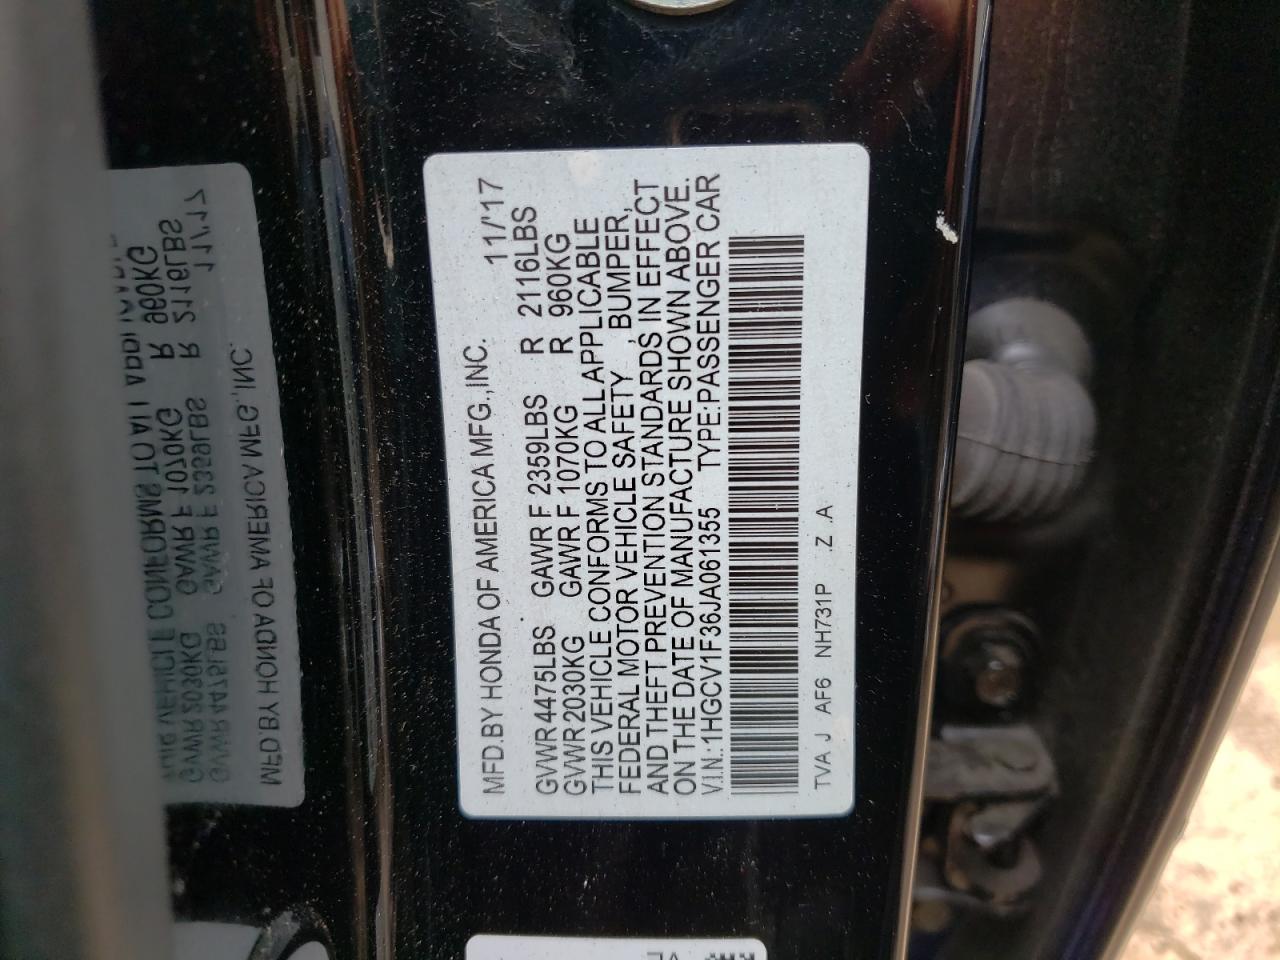 MFD.BY HONDA OF AMERICA MFG.,INC. 11/'17
GVWR 4475LBS GAWR F 2359LBS R 2116LBS
GVWR 2030KG GAWR F 1070KG R 960KG
THIS VEHICLE CONFORMS TO ALL APPLICABLE
FEDERAL MOTOR VEHICLE SAFETY , BUMPER,
AND THEFT PREVENTION STANDARDS IN EFFECT
ON THE DATE OF MANUFACTURE SHOWN ABOVE.
V.I.N.:1HGCV1F36JA061355 TYPE:PASSENGER CAR
TVA J AF6 NH731P .Z .A